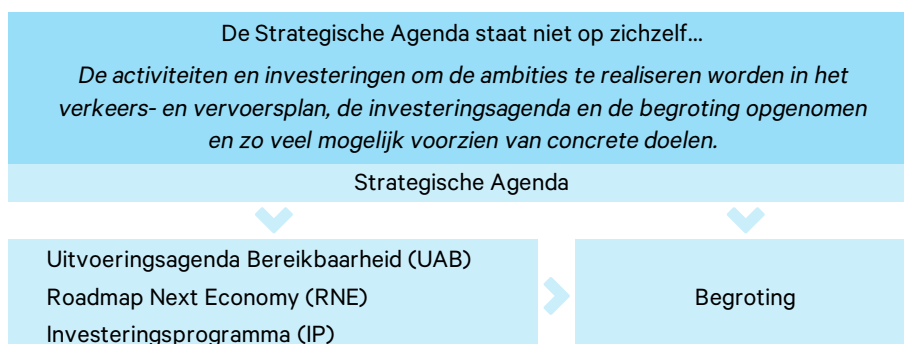 De Strategische Agenda staat niet op zichzelf...
De activiteiten en investeringen om de ambities te realiseren worden in het
verkeers- en vervoersplan, de investeringsagenda en de begroting opgenomen
en zo veel mogelijk voorzien van concrete doelen.
Strategische Agenda
Uitvoeringsagenda Bereikbaarheid (UAB)
Roadmap Next Economy (RNE)
Investeringsprogramma (IP)
Begroting